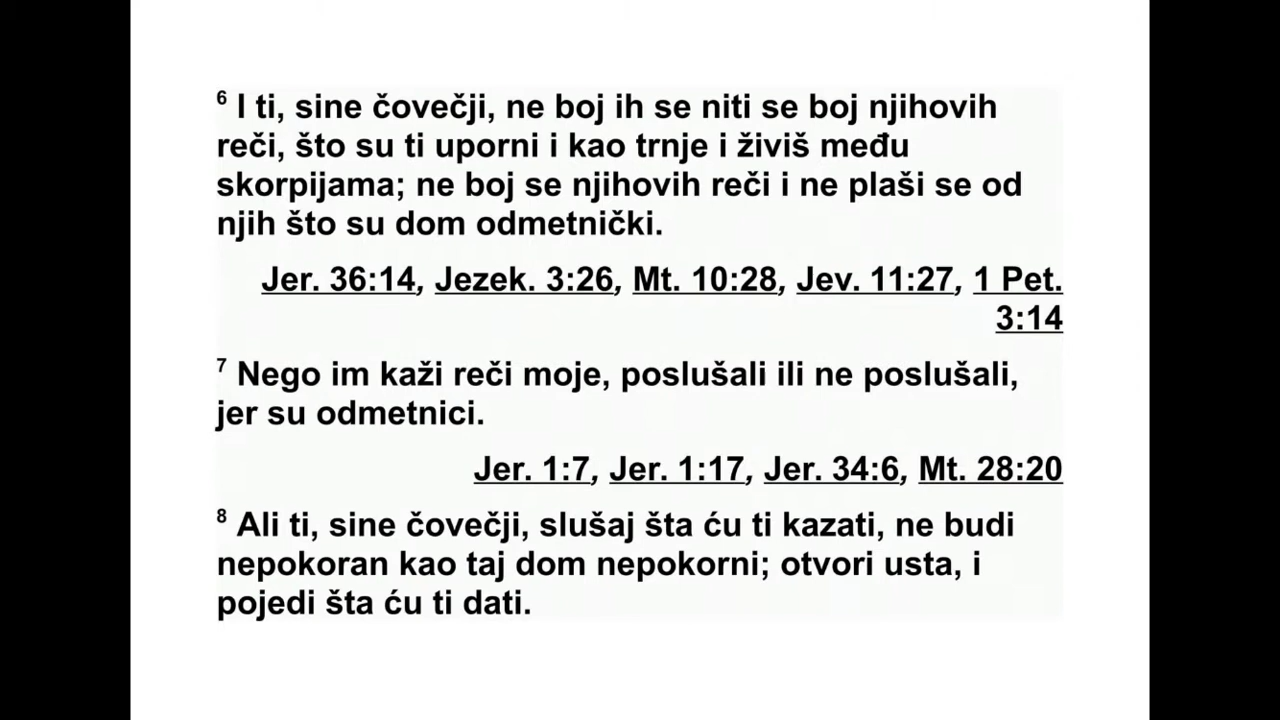 6 I ti, sine čovečji, ne boj ih se niti se boj njihovih
reči, što su ti uporni i kao trnje i živiš među
skorpijama; ne boj se njihovih reči i ne plaši se od
njih što su dom odmetnički.
Jer. 36:14, Jezek. 3:26, Mt. 10:28, Jev. 11:27, 1 Pet.
3:14
7 Nego im kaži reči moje, poslušali ili ne poslušali,
jer su odmetnici.
Jer. 1:7, Jer. 1:17, Jer. 34:6, Mt. 28:20
8 Ali ti, sine čovečji, slušaj šta ću ti kazati, ne budi
nepokoran kao taj dom nepokorni; otvori usta, i
pojedi šta ću ti dati.